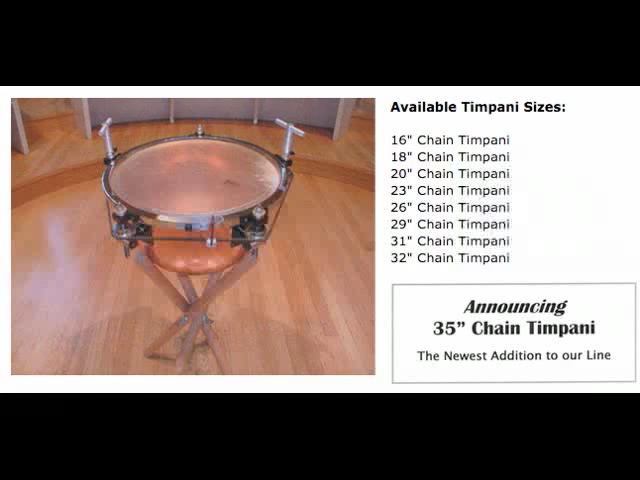 Available Timpani Sizes:
16" Chain Timpani
18" Chain Timpani
20" Chain Timpani
23" Chain Timpani
26" Chain Timpani
29" Chain Timpani
31" Chain Timpani
32" Chain Timpani
Announcing
35” Chain Timpani
The Newest Addition to our Line